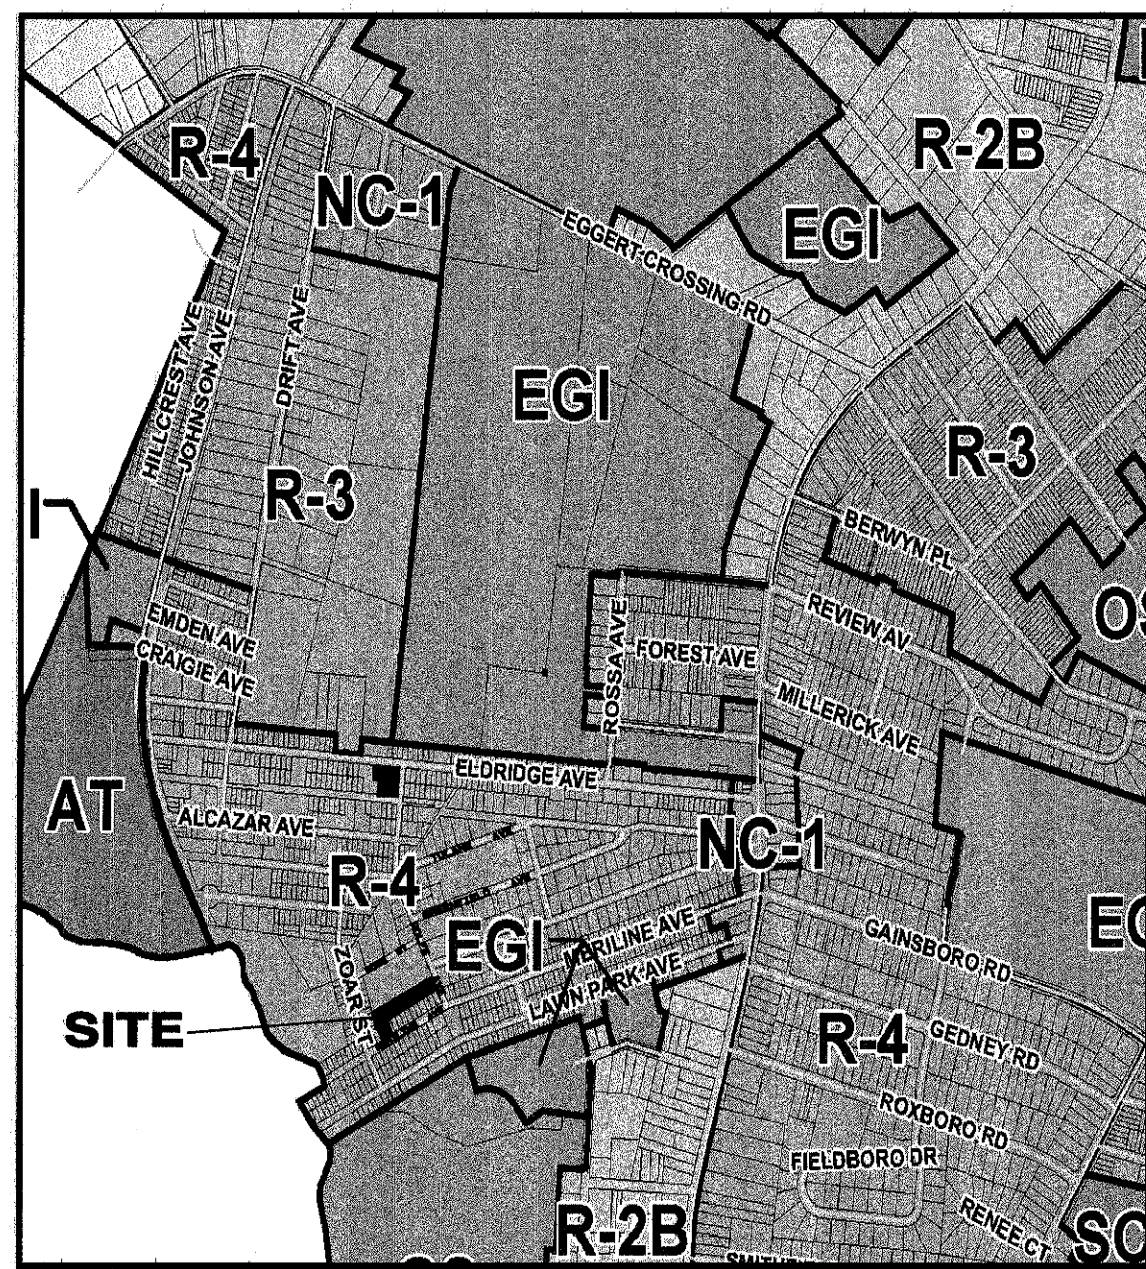 R-4
NC-1
R-2B
EGI
EGGERT CROSSING RD
HILLCREST AVE
JOHNSON AVE
DRIFT AVE
EGI
R-3
R-3
I
BERWYN PL
EMDEN AVE
CRAIGIE AVE
ROSSA AVE
FOREST AVE
REVIEW AV
MILLERICK AVE
OS
AT
ELDRIDGE AVE
ALCAZAR AVE
NC-1
R-4
EGI
ZOAR ST
LAWN PARK AVE
GAINSBORO RD
SITE
R-4
GEDNEY RD
ROXBORO RD
FIELDBORO DR
RENEE CT
R-2B